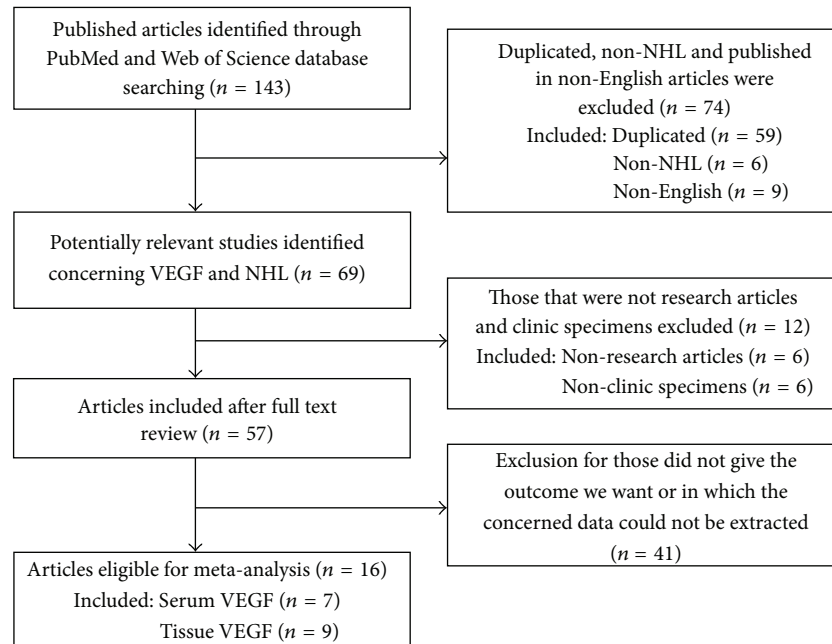 Published articles identified through
PubMed and Web of Science database
searching (n = 143)
Duplicated, non-NHL and published
in non-English articles were
excluded (n = 74)
Included: Duplicated (n = 59)
Non-NHL (n = 6)
Non-English (n = 9)
Potentially relevant studies identified
concerning VEGF and NHL (n = 69)
Those that were not research articles
and clinic specimens excluded (n = 12)
Included: Non-research articles (n = 6)
Non-clinic specimens (n = 6)
Articles included after full text
review (n = 57)
Exclusion for those did not give the
outcome we want or in which the
concerned data could not be extracted
(n = 41)
Articles eligible for meta-analysis (n = 16)
Included: Serum VEGF (n = 7)
Tissue VEGF (n = 9)